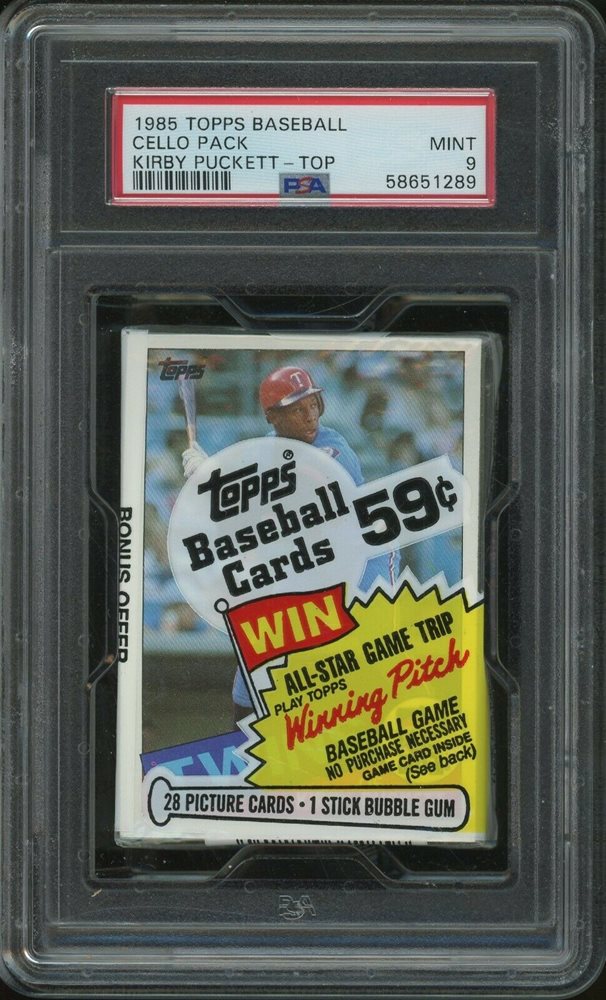 1985 TOPPS BASEBALL
CELLO PACK MINT
KIRBY PUCKETT - TOP 9
PSA 58651289
topps
T
topps®
Baseball
Cards
59¢
BONUS OFFER
WIN
ALL-STAR GAME TRIP
PLAY TOPPS
Winning Pitch
BASEBALL GAME
NO PURCHASE NECESSARY
GAME CARD INSIDE
(See back)
28 PICTURE CARDS · 1 STICK BUBBLE GUM
PSA